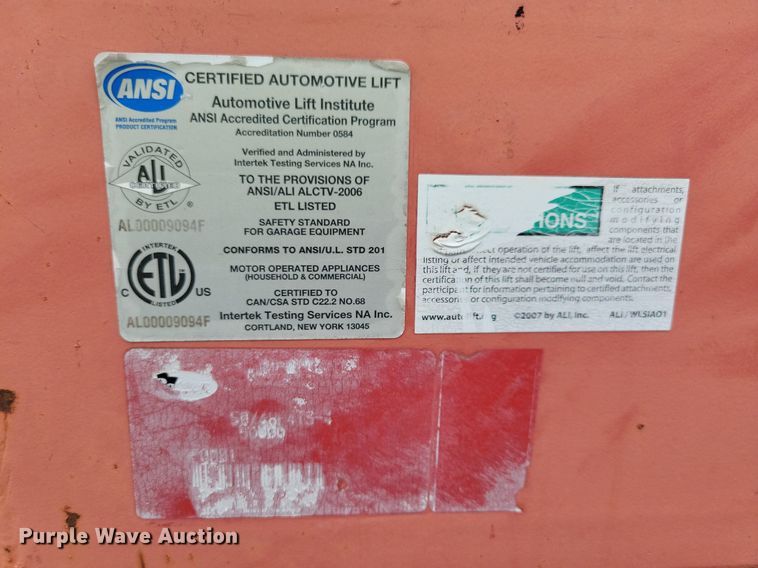 ANSI
ANSI Accredited Program
PRODUCT CERTIFICATION
CERTIFIED AUTOMOTIVE LIFT
Automotive Lift Institute
ANSI Accredited Certification Program
Accreditation Number 0584
Verified and Administered by
Intertek Testing Services NA Inc.
TO THE PROVISIONS OF
ANSI/ALI ALCTV-2006
ETL LISTED
SAFETY STANDARD
FOR GARAGE EQUIPMENT
CONFORMS TO ANSI/U.L. STD 201
MOTOR OPERATED APPLIANCES
(HOUSEHOLD & COMMERCIAL)
CERTIFIED TO
CAN/CSA STD C22.2 NO.68
Intertek Testing Services NA Inc.
CORTLAND, NEW YORK 13045
VALIDATED
ALI
BY ETL ®
AL00009094F
INTERTEK
C ETL US
LISTED
AL00009094F
IONS
If attachments,
accessories or
configuration
modifying
components that
are located in the
operation of the lift, affect the lift electrical
listing or affect intended vehicle accommodation are used on
this lift and, if they are not certified for use on this lift, then the
certification of this lift shall become null and void. Contact the
participant for information pertaining to certified attachments,
accessories or configuration modifying components.
©2007 by ALI, Inc. ALI / WLSIA01
Purple Wave Auction